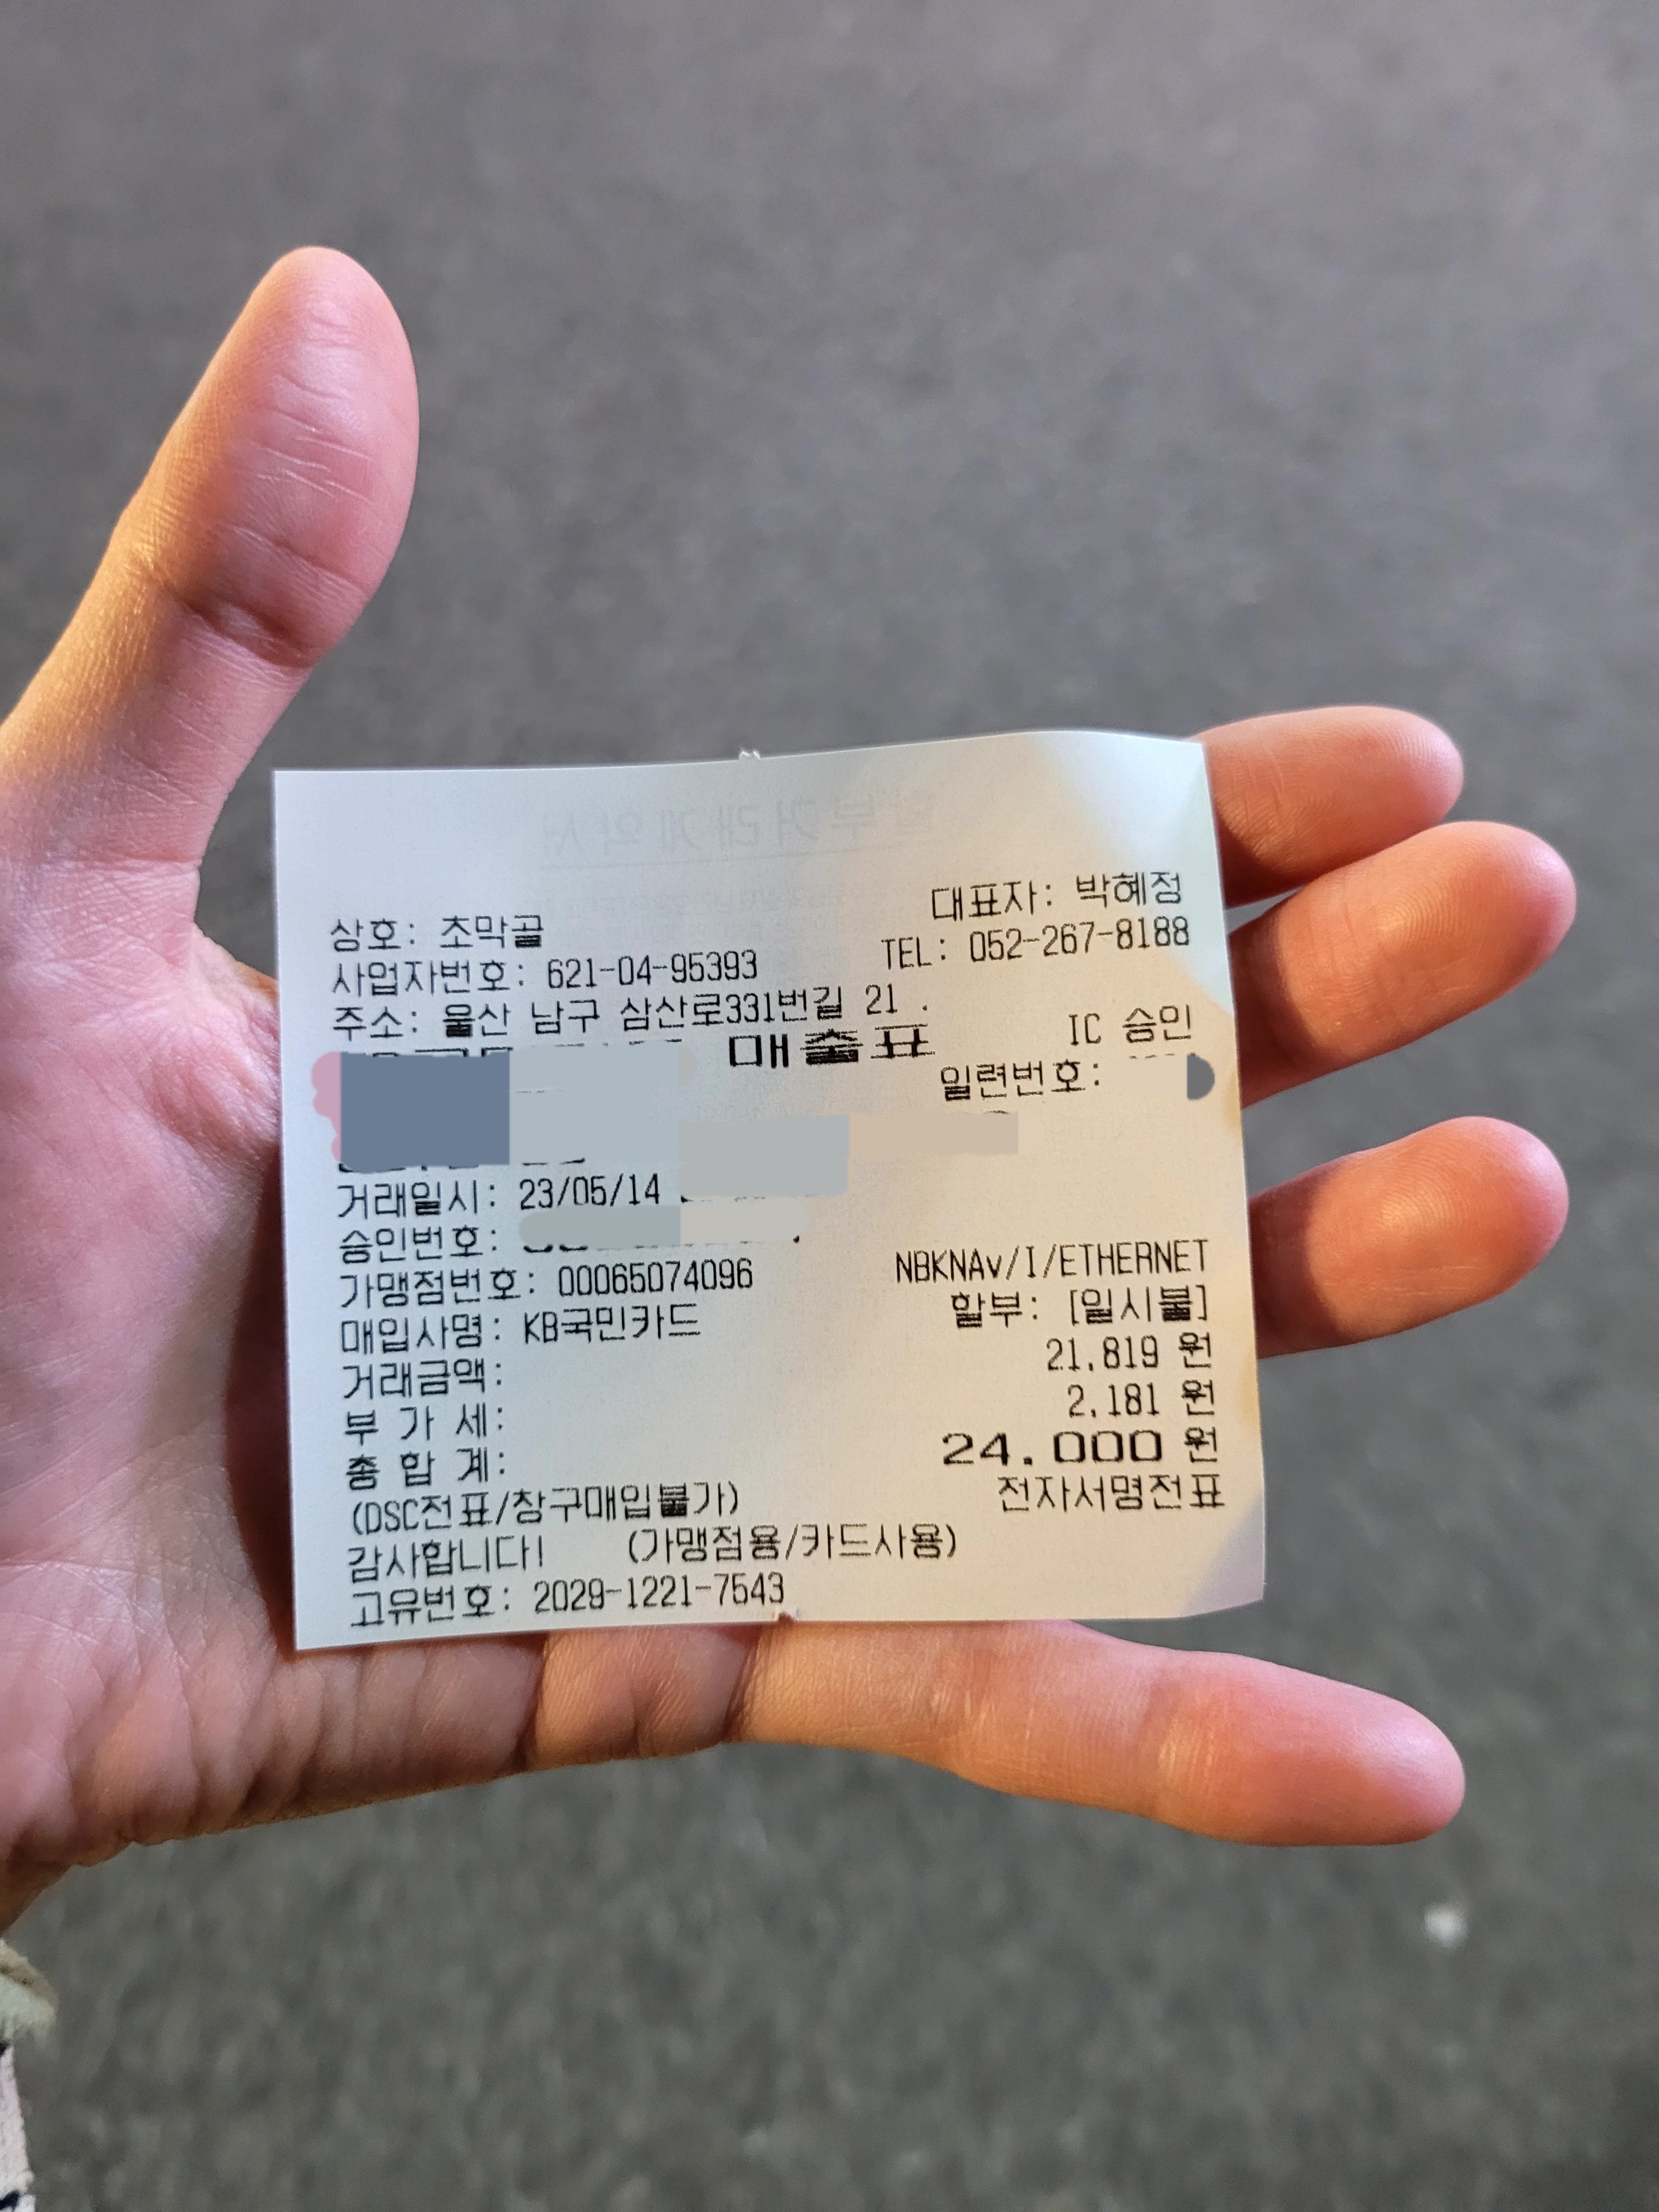 대표자: 박혜정
상호: 초막골
TEL: 052-267-8188
사업자번호: 621-04-95393
주소: 울산 남구 삼산로331번길 21 .
매출표
IC 승인
일련번호:
거래일시: 23/05/14
승인번호:
NBKNAv/I/ETHERNET
가맹점번호: 00065074096
할부: [일시불]
매입사명: KB국민카드
거래금액: 21,819 원
부 가 세: 2,181 원
총 합 계: 24.000 원
(DSC전표/창구매입불가) 전자서명전표
감사합니다! (가맹점용/카드사용)
고유번호: 2029-1221-7543